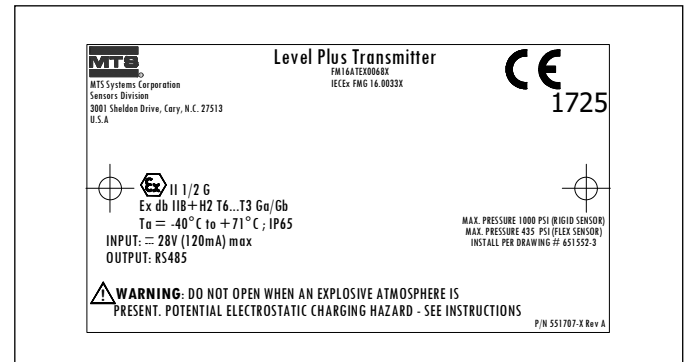 MTS
MTS Systems Corporation
Sensors Division
3001 Sheldon Drive, Cary, N.C. 27513
U.S.A
Level Plus Transmitter
FM16ATEX0068X
IECEx FMG 16.0033X
CE
1725
Ex II 1/2 G
Ex db IIB+H2 T6...T3 Ga/Gb
Ta = -40°C to +71°C ; IP65
INPUT: ⎓ 28V (120mA) max
OUTPUT: RS485
MAX. PRESSURE 1000 PSI (RIGID SENSOR)
MAX. PRESSURE 435 PSI (FLEX SENSOR)
INSTALL PER DRAWING # 651552-3
WARNING: DO NOT OPEN WHEN AN EXPLOSIVE ATMOSPHERE IS
PRESENT. POTENTIAL ELECTROSTATIC CHARGING HAZARD - SEE INSTRUCTIONS
P/N 551707-X Rev A